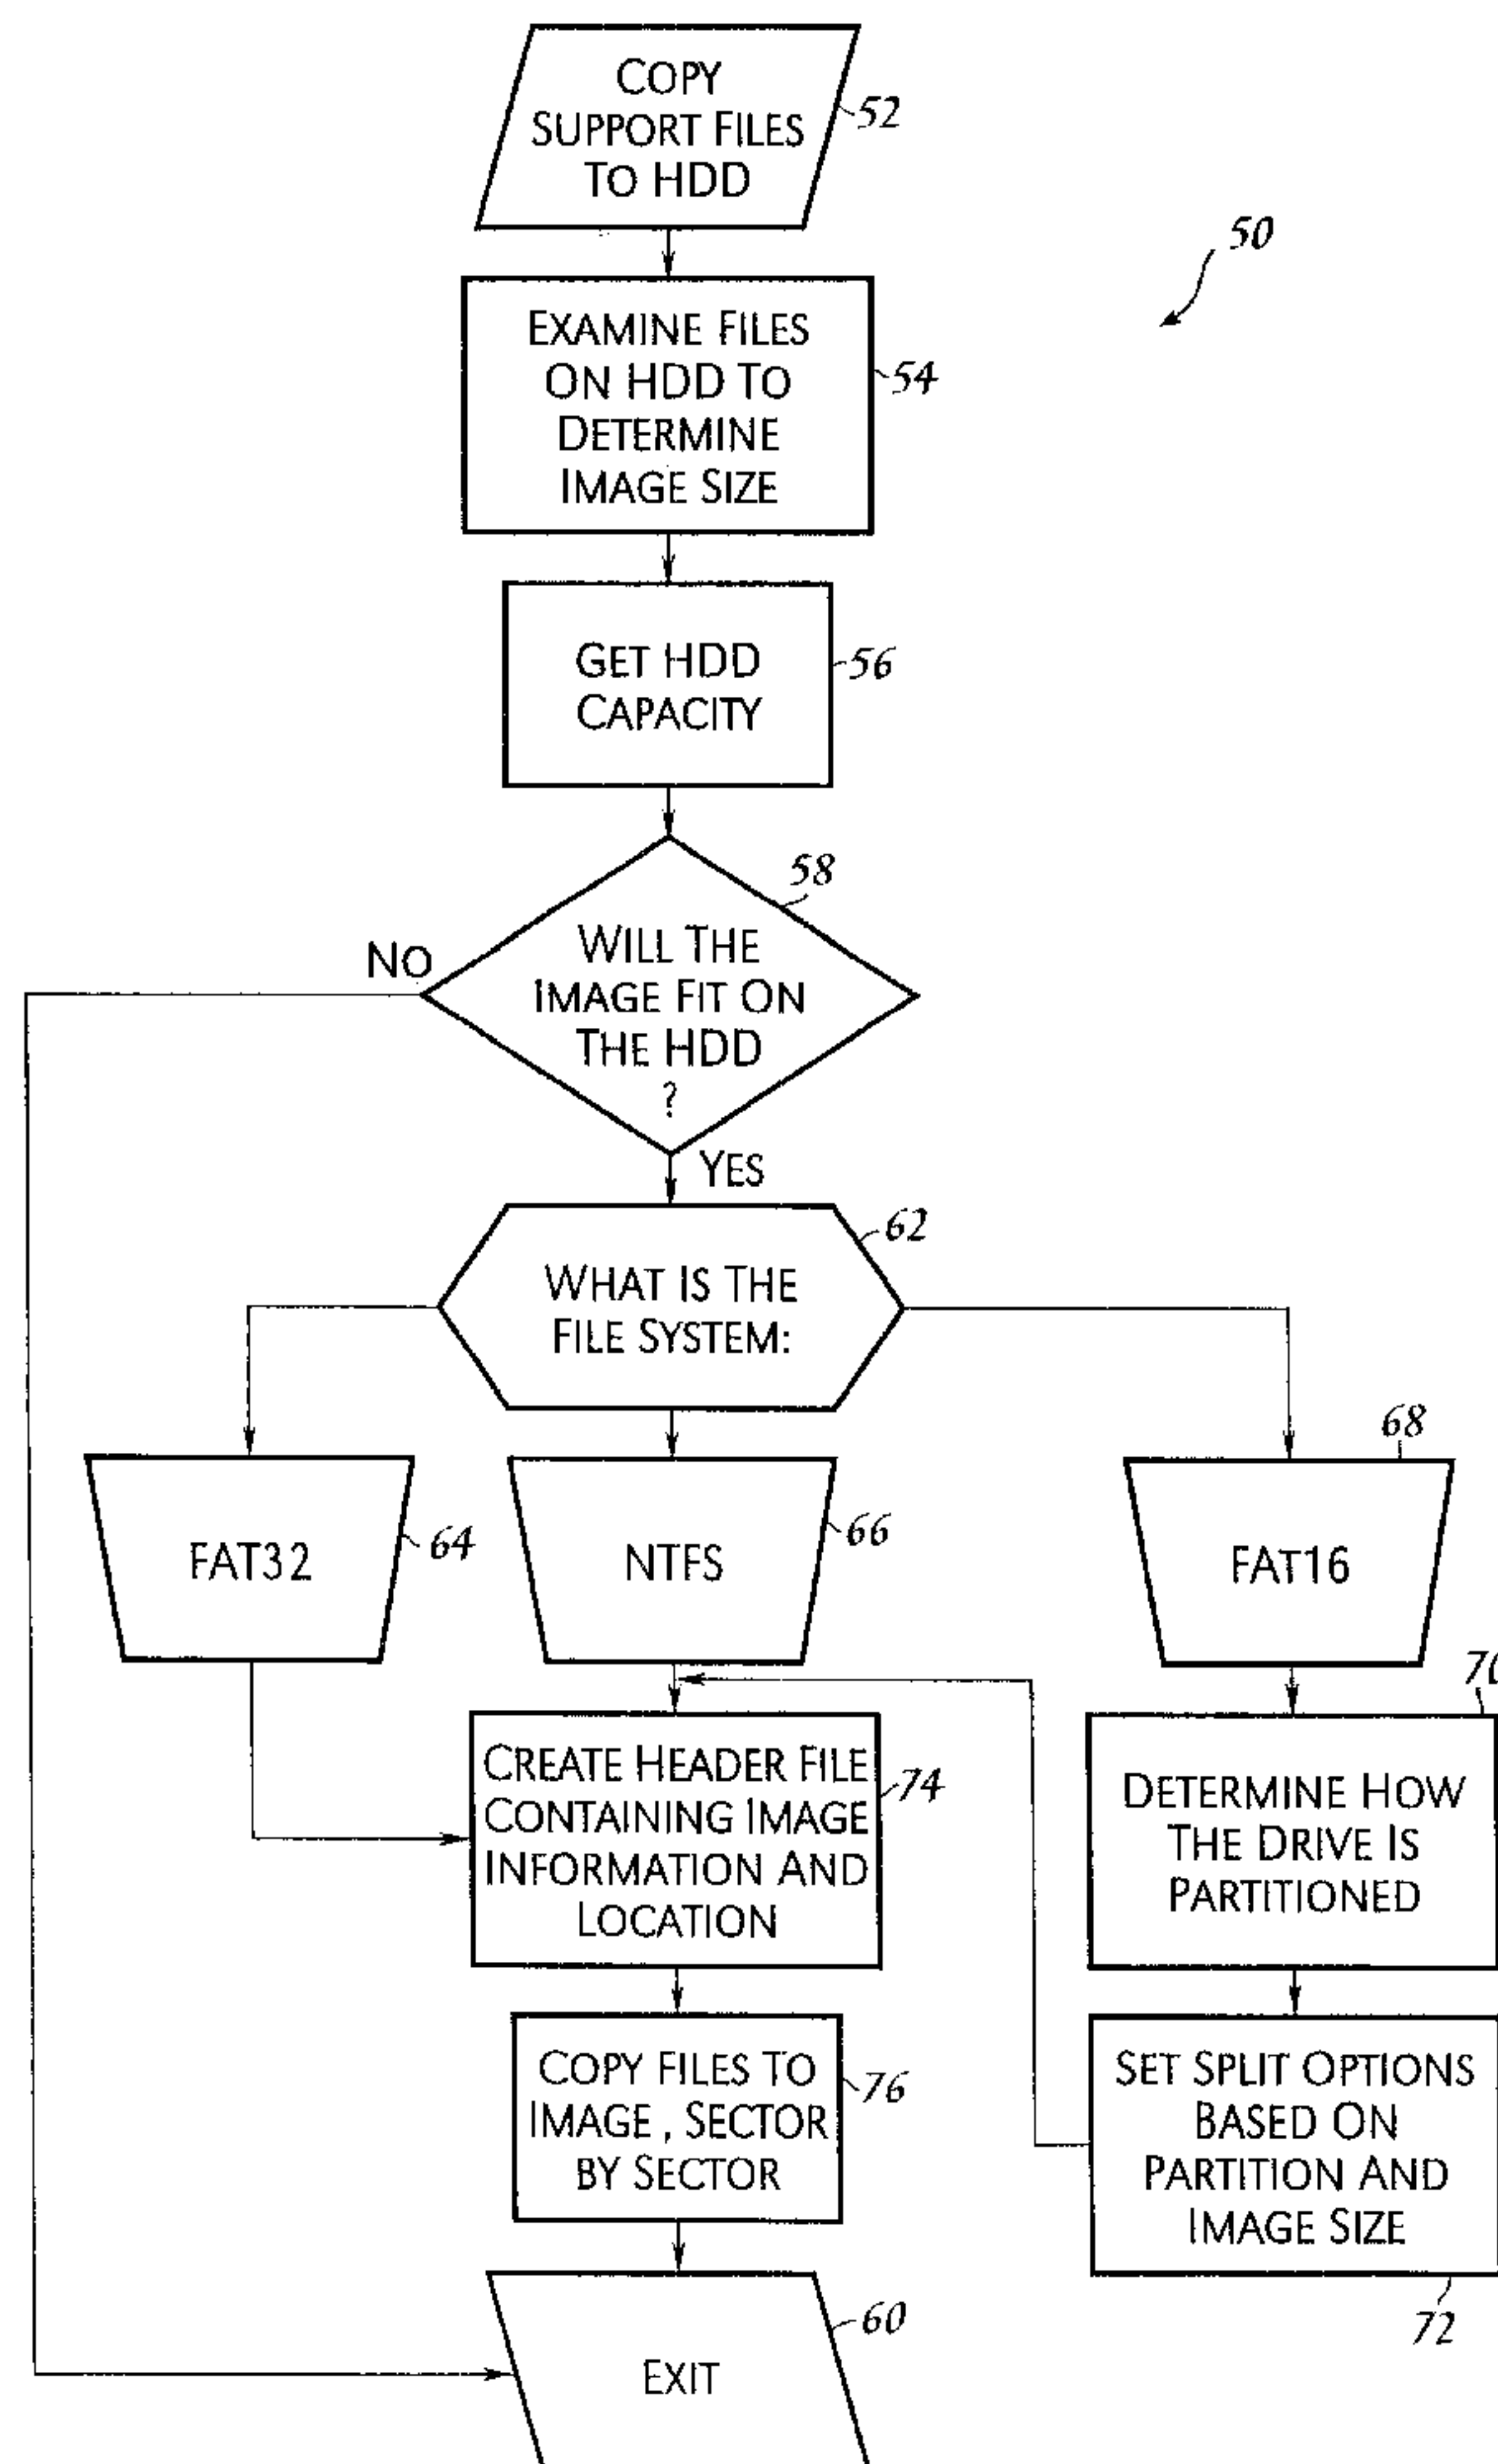 COPY
SUPPORT FILES
TO HDD
52
50
EXAMINE FILES
ON HDD TO
DETERMINE
IMAGE SIZE
54
GET HDD
CAPACITY
56
58
NO
WILL THE
IMAGE FIT ON
THE HDD
?
YES
62
WHAT IS THE
FILE SYSTEM:
68
FAT32
64
NTFS
66
FAT16
70
CREATE HEADER FILE
CONTAINING IMAGE
INFORMATION AND
LOCATION
74
DETERMINE HOW
THE DRIVE IS
PARTITIONED
COPY FILES TO
IMAGE, SECTOR
BY SECTOR
76
SET SPLIT OPTIONS
BASED ON
PARTITION AND
IMAGE SIZE
72
60
EXIT